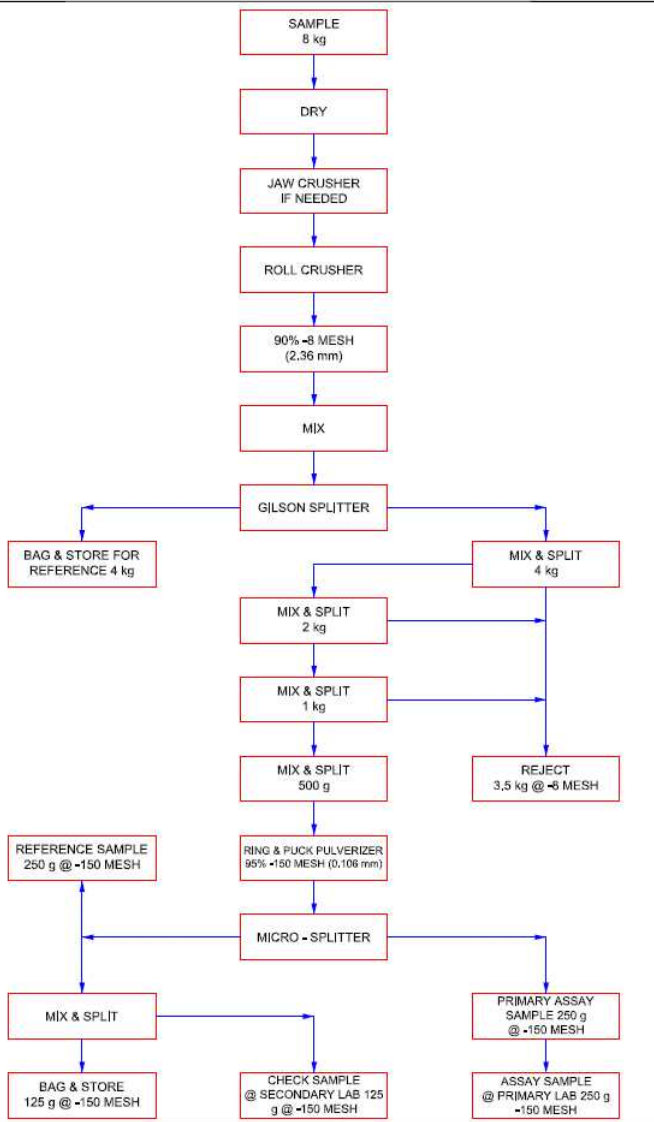 SAMPLE
8 kg
DRY
JAW CRUSHER
IF NEEDED
ROLL CRUSHER
90% -8 MESH
(2.36 mm)
MIX
GILSON SPLITTER
BAG & STORE FOR
REFERENCE 4 kg
MIX & SPLIT
4 kg
MIX & SPLIT
2 kg
MIX & SPLIT
1 kg
MIX & SPLIT
500 g
REJECT
3.5 kg @ -8 MESH
REFERENCE SAMPLE
250 g @ -150 MESH
RING & PUCK PULVERIZER
95% -150 MESH (0.106 mm)
MICRO - SPLITTER
MIX & SPLIT
PRIMARY ASSAY
SAMPLE 250 g
@ -150 MESH
BAG & STORE
125 g @ -150 MESH
CHECK SAMPLE
@ SECONDARY LAB 125
g @ -150 MESH
ASSAY SAMPLE
@ PRIMARY LAB 250 g
-150 MESH